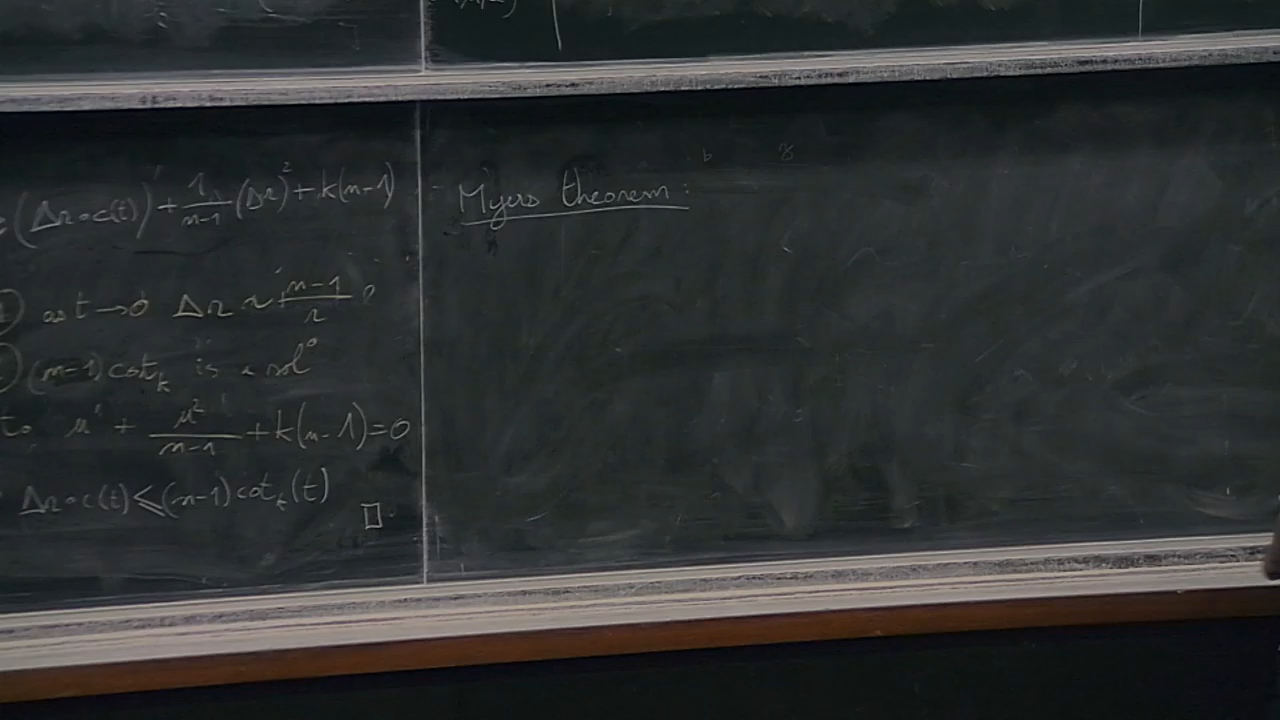 (Δr∘c(t))' + 1/(n-1) (Δr)² + k(n-1)
as t→0 Δr ~ (n-1)/r
(n-1)cot_k is a sol°
to u' + u²/(n-1) + k(n-1)=0
Δr∘c(t) ⩽ (n-1)cot_k(t)
□
Myers theorem: